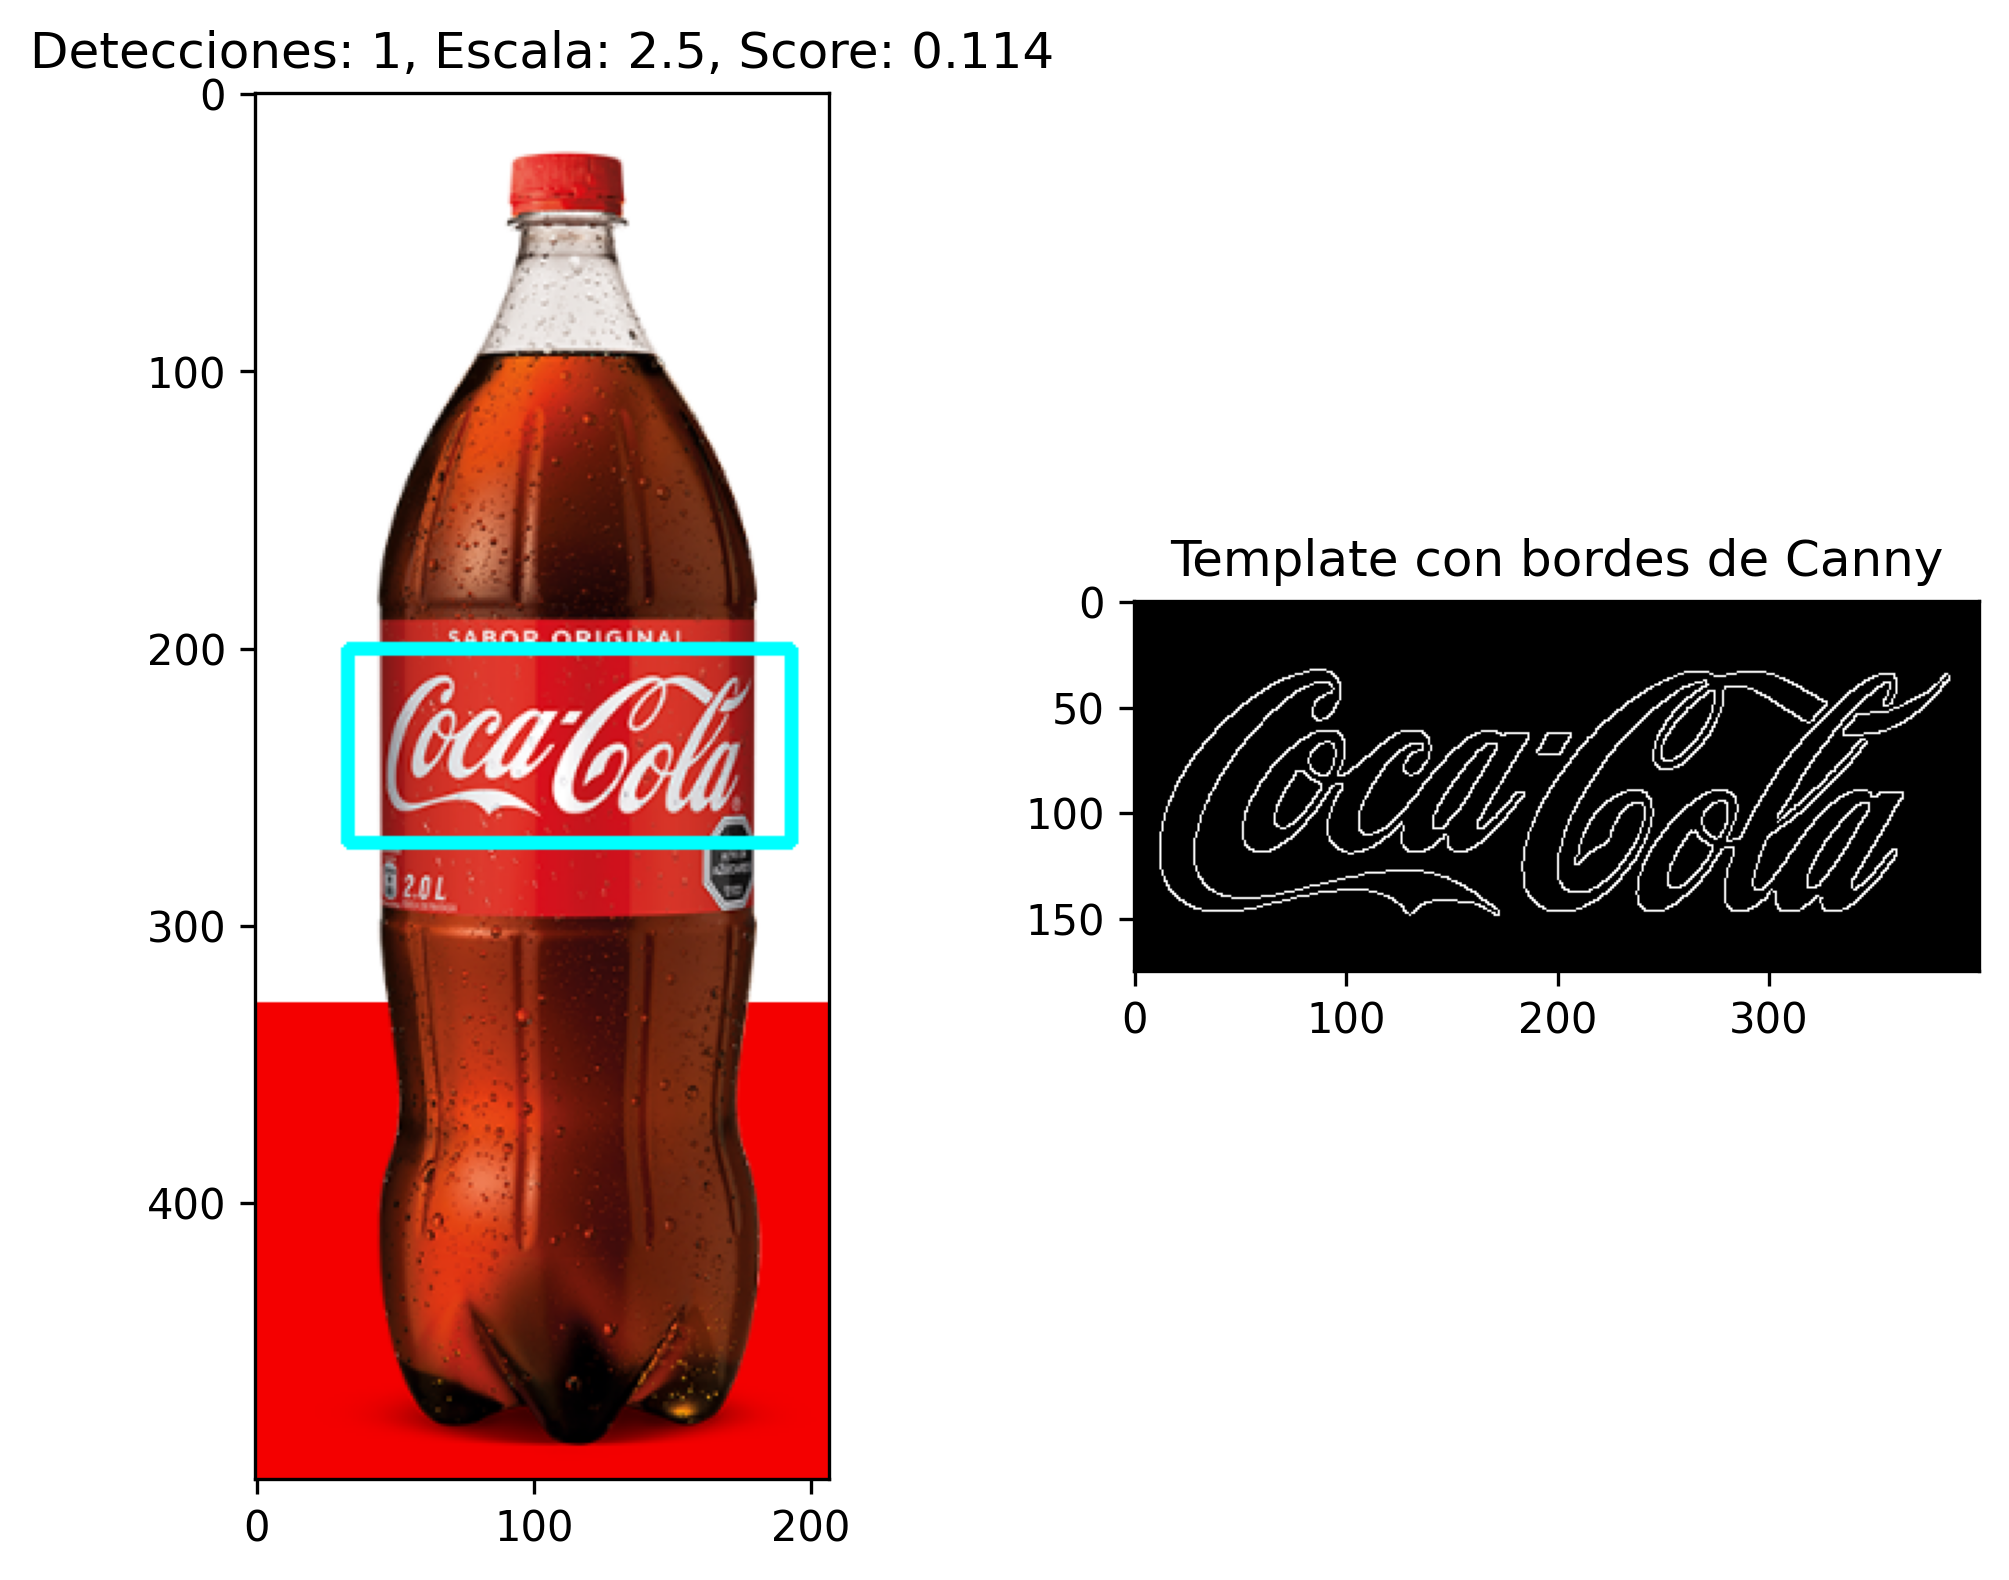 Detecciones: 1, Escala: 2.5, Score: 0.114
0
100
200
300
400
0 100 200
SABOR ORIGINAL
Coca-Cola
2.0 L
Template con bordes de Canny
0
50
100
150
0 100 200 300
Coca-Cola